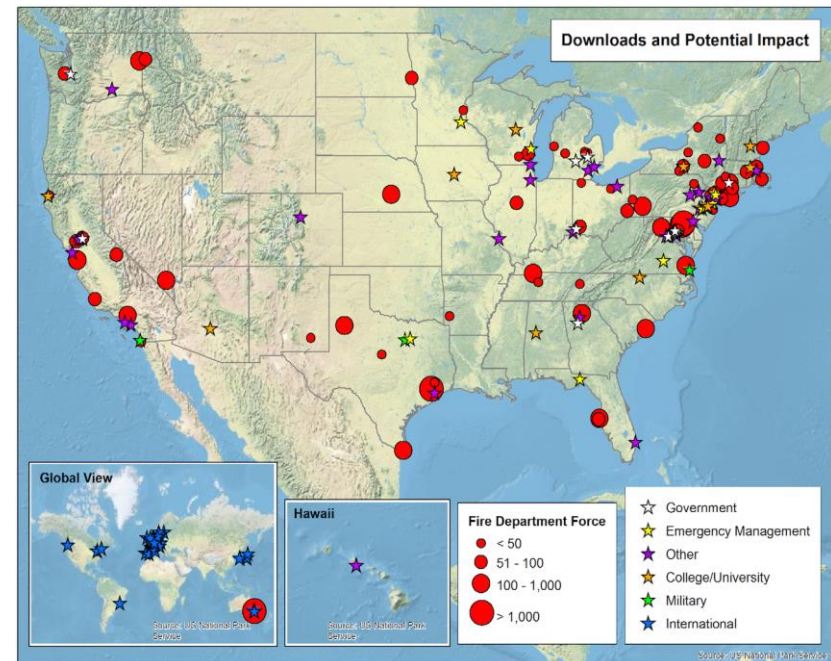 Downloads and Potential Impact
Global View
Source: US National Park
Service
Hawaii
Source: US National Park
Service
Fire Department Force
< 50
51 - 100
100 - 1,000
> 1,000
Government
Emergency Management
Other
College/University
Military
International
Source: US National Park Service